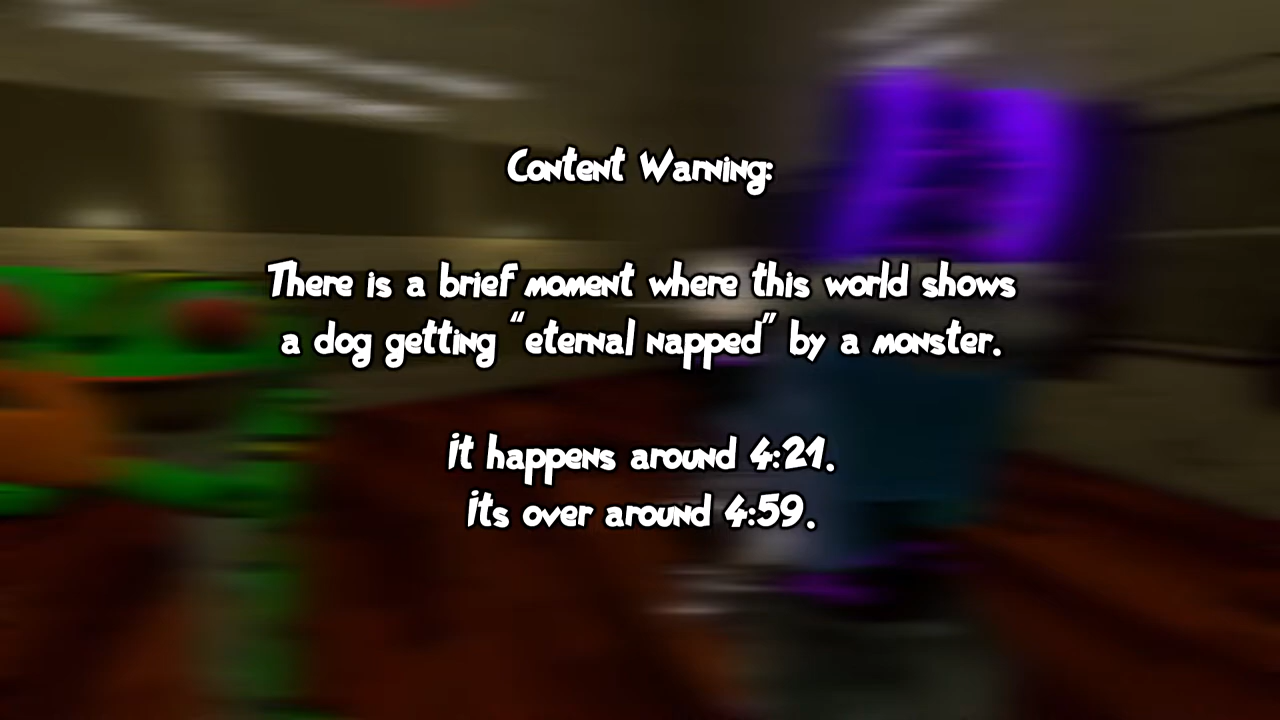 Content Warning:
There is a brief moment where this world shows
a dog getting “eternal napped” by a monster.
it happens around 4:21.
its over around 4:59.